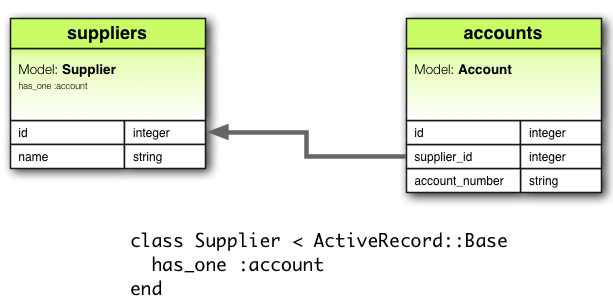 suppliers
Model: Supplier
has_one :account
id integer
name string
accounts
Model: Account
id integer
supplier_id integer
account_number string
class Supplier < ActiveRecord::Base
  has_one :account
end